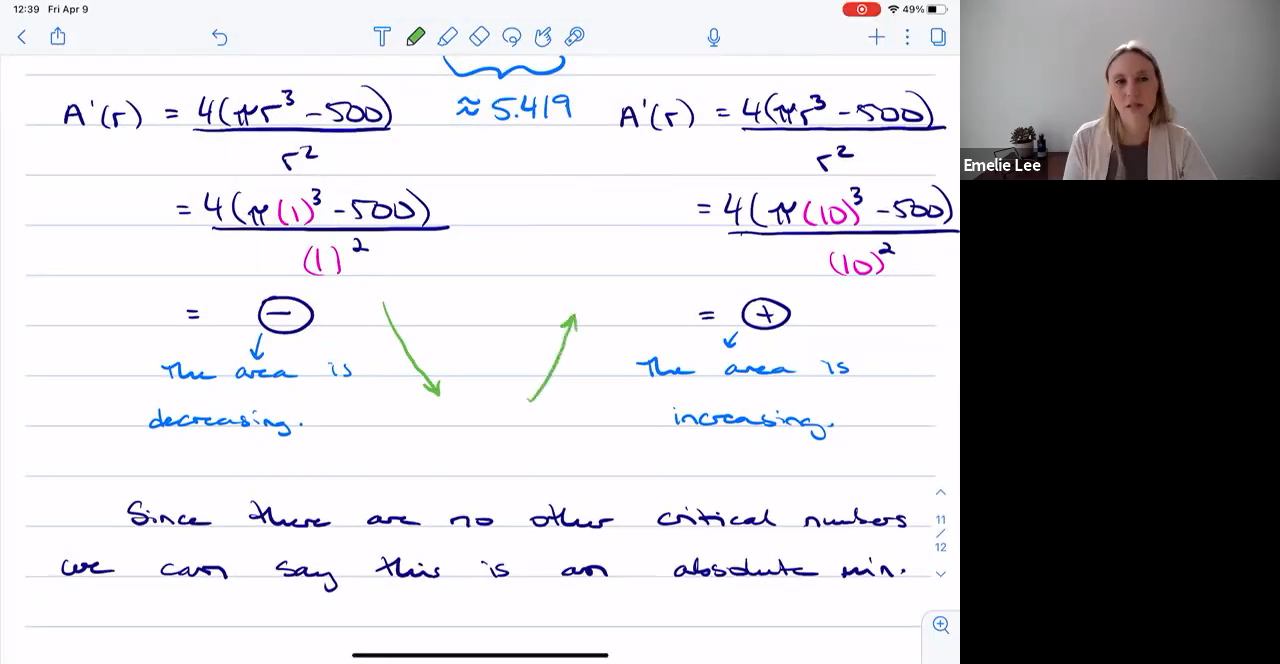 12:39 Fri Apr 9
49%
T
≈ 5.419
A'(r) = 4(πr³ - 500) / r²
A'(r) = 4(πr³ - 500) / r²
= 4(π(1)³ - 500) / (1)²
= 4(π(10)³ - 500) / (10)²
= −
= +
The area is
decreasing.
The area is
increasing.
Since there are no other critical numbers
we can say this is an absolute min.
11
/
12
Emelie Lee